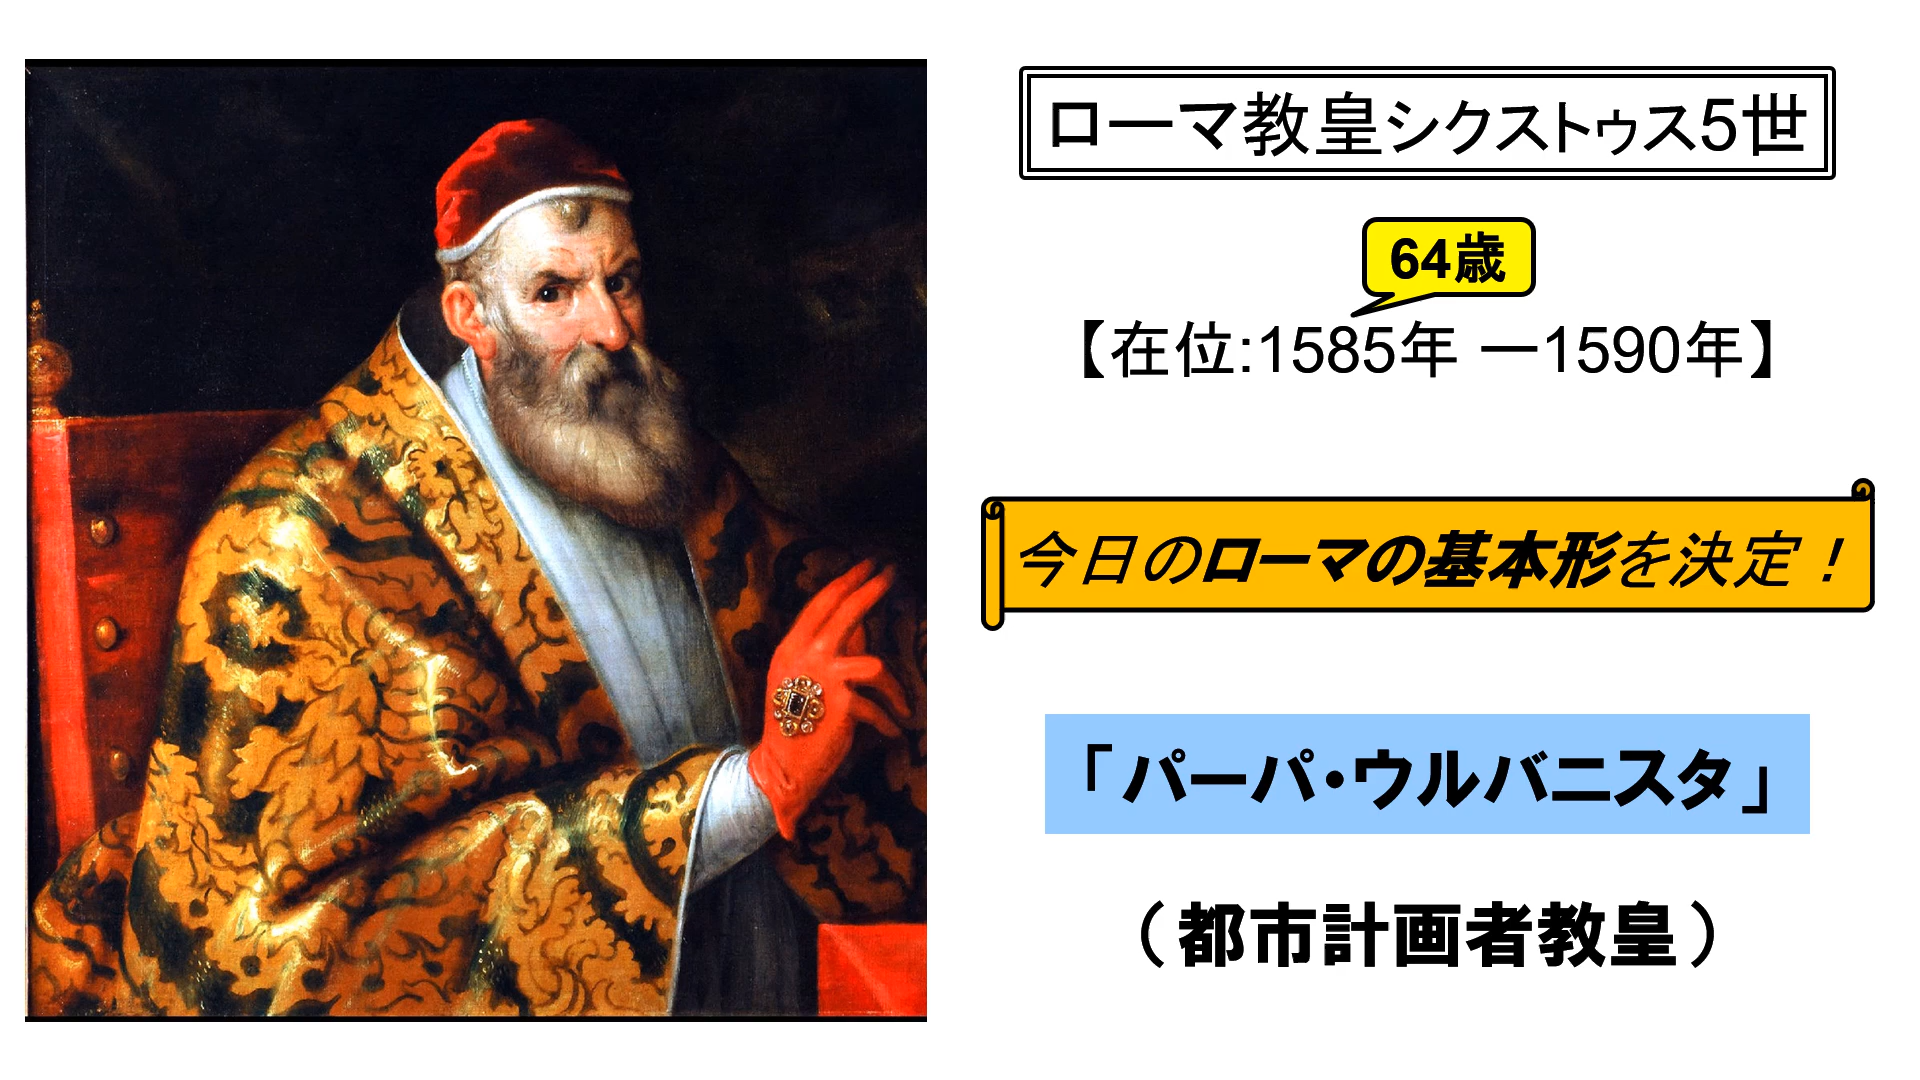 ローマ教皇シクストゥス5世
64歳
【在位:1585年 ー1590年】
今日のローマの基本形を決定！
「パーパ・ウルバニスタ」
（都市計画者教皇）